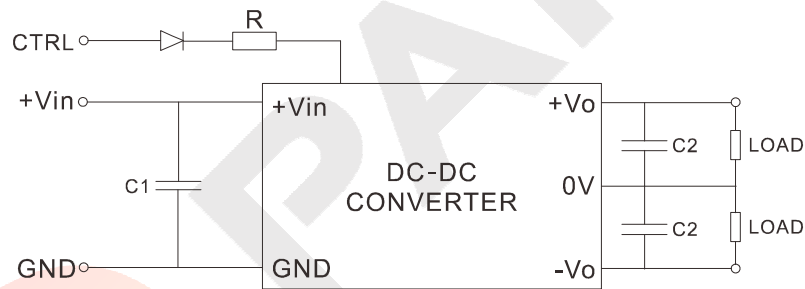 R
CTRL
+Vin
+Vin
+Vo
C1
DC-DC
CONVERTER
C2
LOAD
0V
C2
LOAD
GND
GND
-Vo